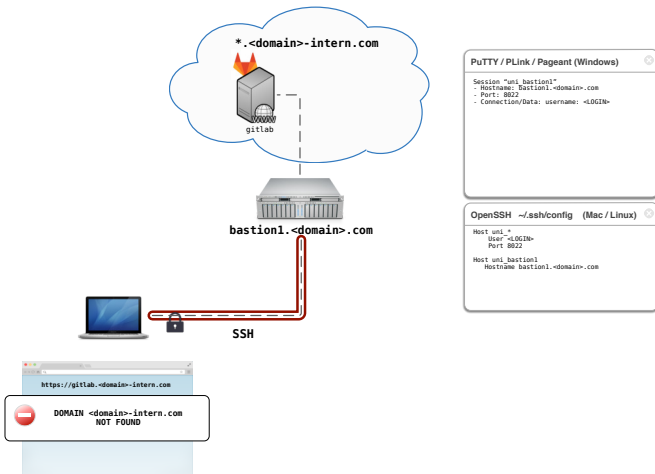 *.<domain>-intern.com
WWW
gitlab
bastion1.<domain>.com
SSH
https://gitlab.<domain>-intern.com
DOMAIN <domain>-intern.com
NOT FOUND
PuTTY / PLink / Pageant (Windows)
Session "uni_bastion1"
- Hostname: bastion1.<domain>.com
- Port: 8022
- Connection/Data: username: <LOGIN>
OpenSSH ~/.ssh/config (Mac / Linux)
Host uni_*
User <LOGIN>
Port 8022
Host uni_bastion1
Hostname bastion1.<domain>.com